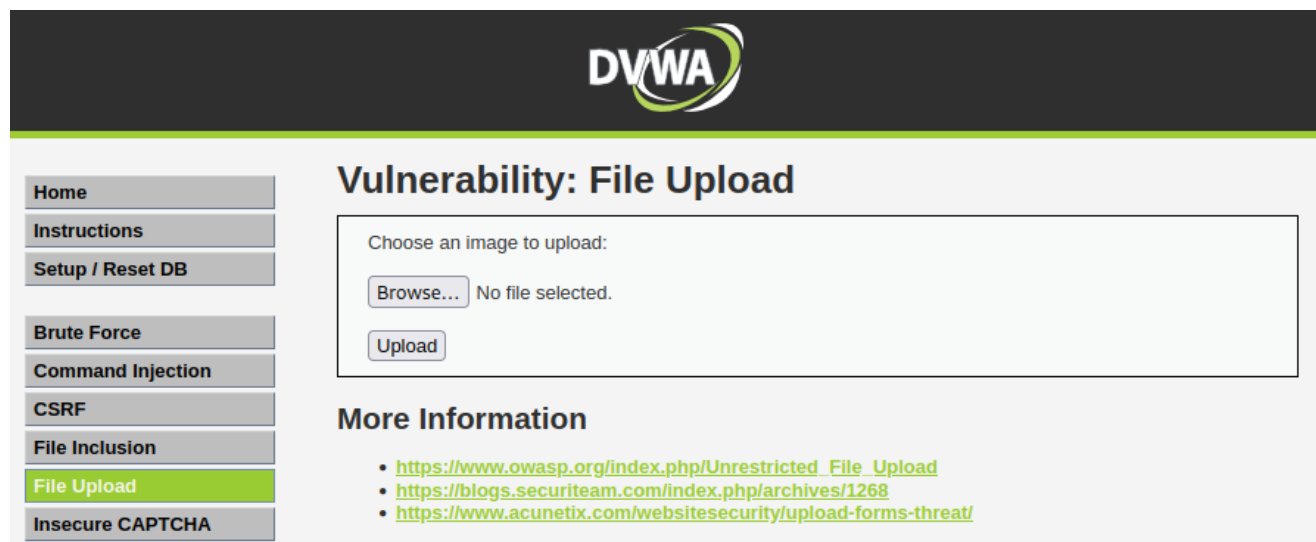 DVWA
Home
Instructions
Setup / Reset DB
Brute Force
Command Injection
CSRF
File Inclusion
File Upload
Insecure CAPTCHA
Vulnerability: File Upload
Choose an image to upload:
Browse... No file selected.
Upload
More Information
https://www.owasp.org/index.php/Unrestricted_File_Upload
https://blogs.securiteam.com/index.php/archives/1268
https://www.acunetix.com/websitesecurity/upload-forms-threat/